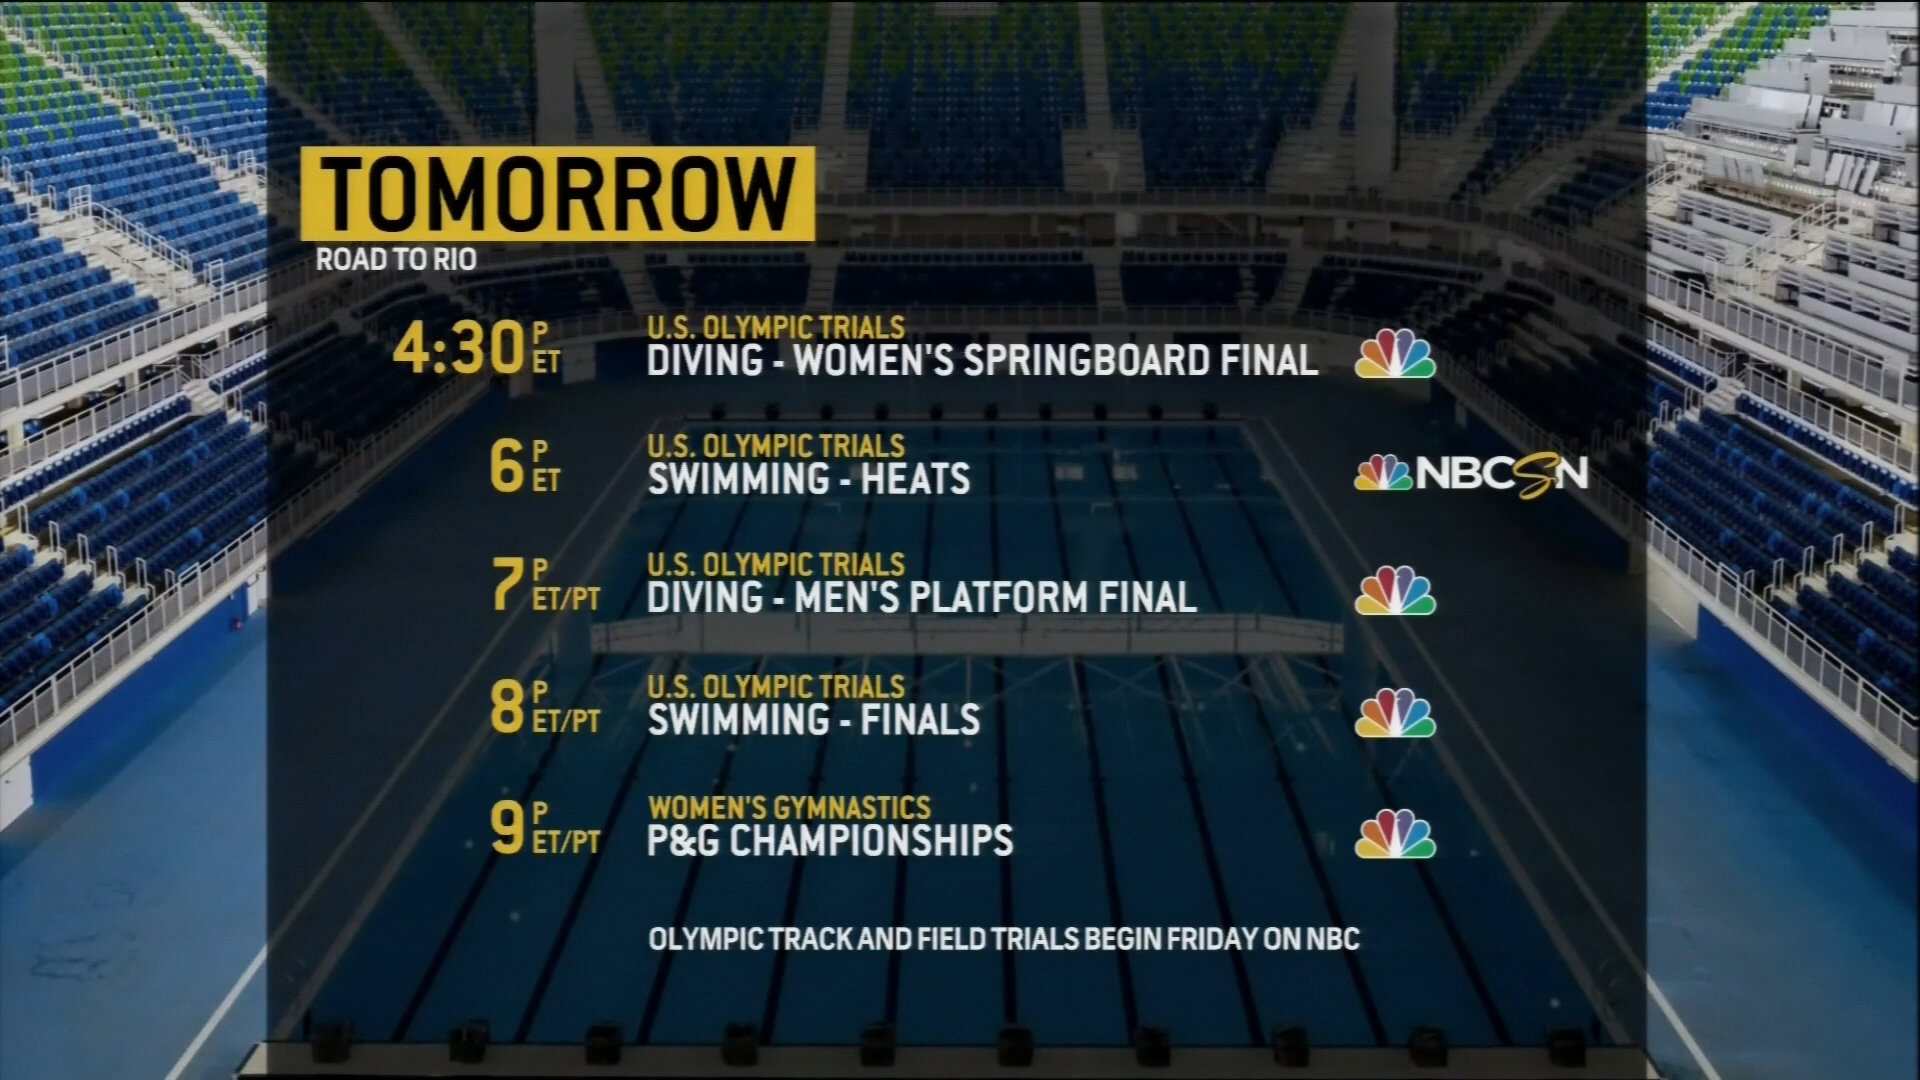 TOMORROW
ROAD TO RIO
4:30 P ET
U.S. OLYMPIC TRIALS
DIVING - WOMEN'S SPRINGBOARD FINAL
6 P ET
U.S. OLYMPIC TRIALS
SWIMMING - HEATS
NBCSN
7 P ET/PT
U.S. OLYMPIC TRIALS
DIVING - MEN'S PLATFORM FINAL
8 P ET/PT
U.S. OLYMPIC TRIALS
SWIMMING - FINALS
9 P ET/PT
WOMEN'S GYMNASTICS
P&G CHAMPIONSHIPS
OLYMPIC TRACK AND FIELD TRIALS BEGIN FRIDAY ON NBC